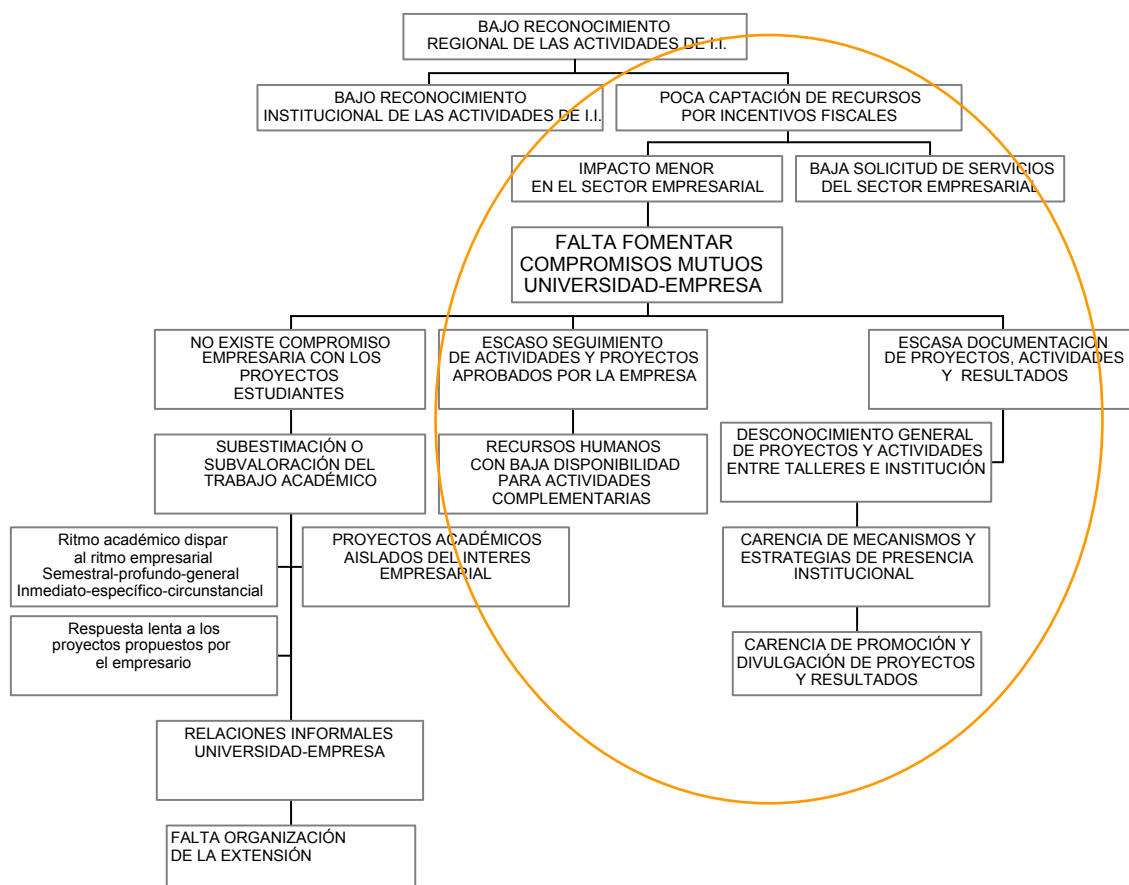 BAJO RECONOCIMIENTO
REGIONAL DE LAS ACTIVIDADES DE I.I.
BAJO RECONOCIMIENTO
INSTITUCIONAL DE LAS ACTIVIDADES DE I.I.
POCA CAPTACIÓN DE RECURSOS
POR INCENTIVOS FISCALES
IMPACTO MENOR
EN EL SECTOR EMPRESARIAL
BAJA SOLICITUD DE SERVICIOS
DEL SECTOR EMPRESARIAL
FALTA FOMENTAR
COMPROMISOS MUTUOS
UNIVERSIDAD-EMPRESA
NO EXISTE COMPROMISO
EMPRESARIA CON LOS
PROYECTOS
ESTUDIANTES
ESCASO SEGUIMIENTO
DE ACTIVIDADES Y PROYECTOS
APROBADOS POR LA EMPRESA
ESCASA DOCUMENTACION
DE PROYECTOS, ACTIVIDADES
Y RESULTADOS
SUBESTIMACIÓN O
SUBVALORACIÓN DEL
TRABAJO ACADÉMICO
RECURSOS HUMANOS
CON BAJA DISPONIBILIDAD
PARA ACTIVIDADES
COMPLEMENTARIAS
DESCONOCIMIENTO GENERAL
DE PROYECTOS Y ACTIVIDADES
ENTRE TALLERES E INSTITUCIÓN
Ritmo académico dispar
al ritmo empresarial
Semestral-profundo-general
Inmediato-específico-circunstancial
PROYECTOS ACADÉMICOS
AISLADOS DEL INTERES
EMPRESARIAL
CARENCIA DE MECANISMOS Y
ESTRATEGIAS DE PRESENCIA
INSTITUCIONAL
Respuesta lenta a los
proyectos propuestos por
el empresario
CARENCIA DE PROMOCIÓN Y
DIVULGACIÓN DE PROYECTOS
Y RESULTADOS
RELACIONES INFORMALES
UNIVERSIDAD-EMPRESA
FALTA ORGANIZACIÓN
DE LA EXTENSIÓN